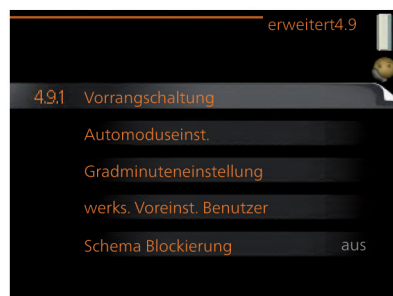 erweitert4.9
4.9.1 Vorrangschaltung
Automoduseinst.
Gradminuteneinstellung
werks. Voreinst. Benutzer
Schema Blockierung aus